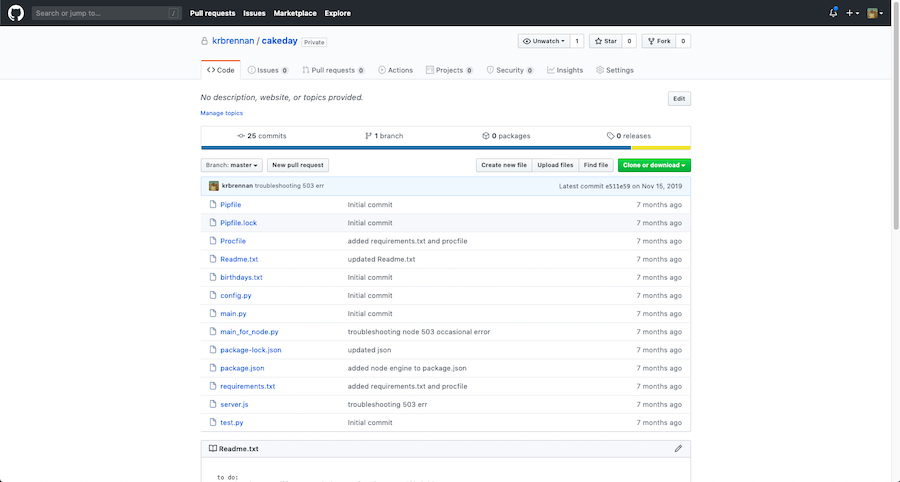 Search or jump to... / Pull requests Issues Marketplace Explore
krbrennan / cakeday Private Unwatch 1 Star 0 Fork 0
Code Issues 0 Pull requests 0 Actions Projects 0 Security 0 Insights Settings
No description, website, or topics provided. Edit
Manage topics
25 commits 1 branch 0 packages 0 releases
Branch: master New pull request Create new file Upload files Find file Clone or download
krbrennan troubleshooting 503 err Latest commit e511e59 on Nov 15, 2019
Pipfile Initial commit 7 months ago
Pipfile.lock Initial commit 7 months ago
Procfile added requirements.txt and procfile 7 months ago
Readme.txt updated Readme.txt 7 months ago
birthdays.txt Initial commit 7 months ago
config.py Initial commit 7 months ago
main.py Initial commit 7 months ago
main_for_node.py troubleshooting node 503 occasional error 7 months ago
package-lock.json updated json 7 months ago
package.json added node engine to package.json 7 months ago
requirements.txt added requirements.txt and procfile 7 months ago
server.js troubleshooting 503 err 7 months ago
test.py Initial commit 7 months ago
Readme.txt
to do: